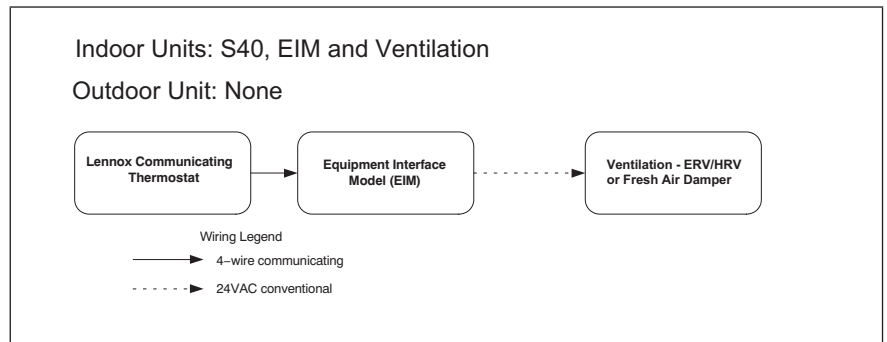 Indoor Units: S40, EIM and Ventilation
Outdoor Unit: None
Lennox Communicating
Thermostat
Equipment Interface
Model (EIM)
Ventilation - ERV/HRV
or Fresh Air Damper
Wiring Legend
4−wire communicating
24VAC conventional